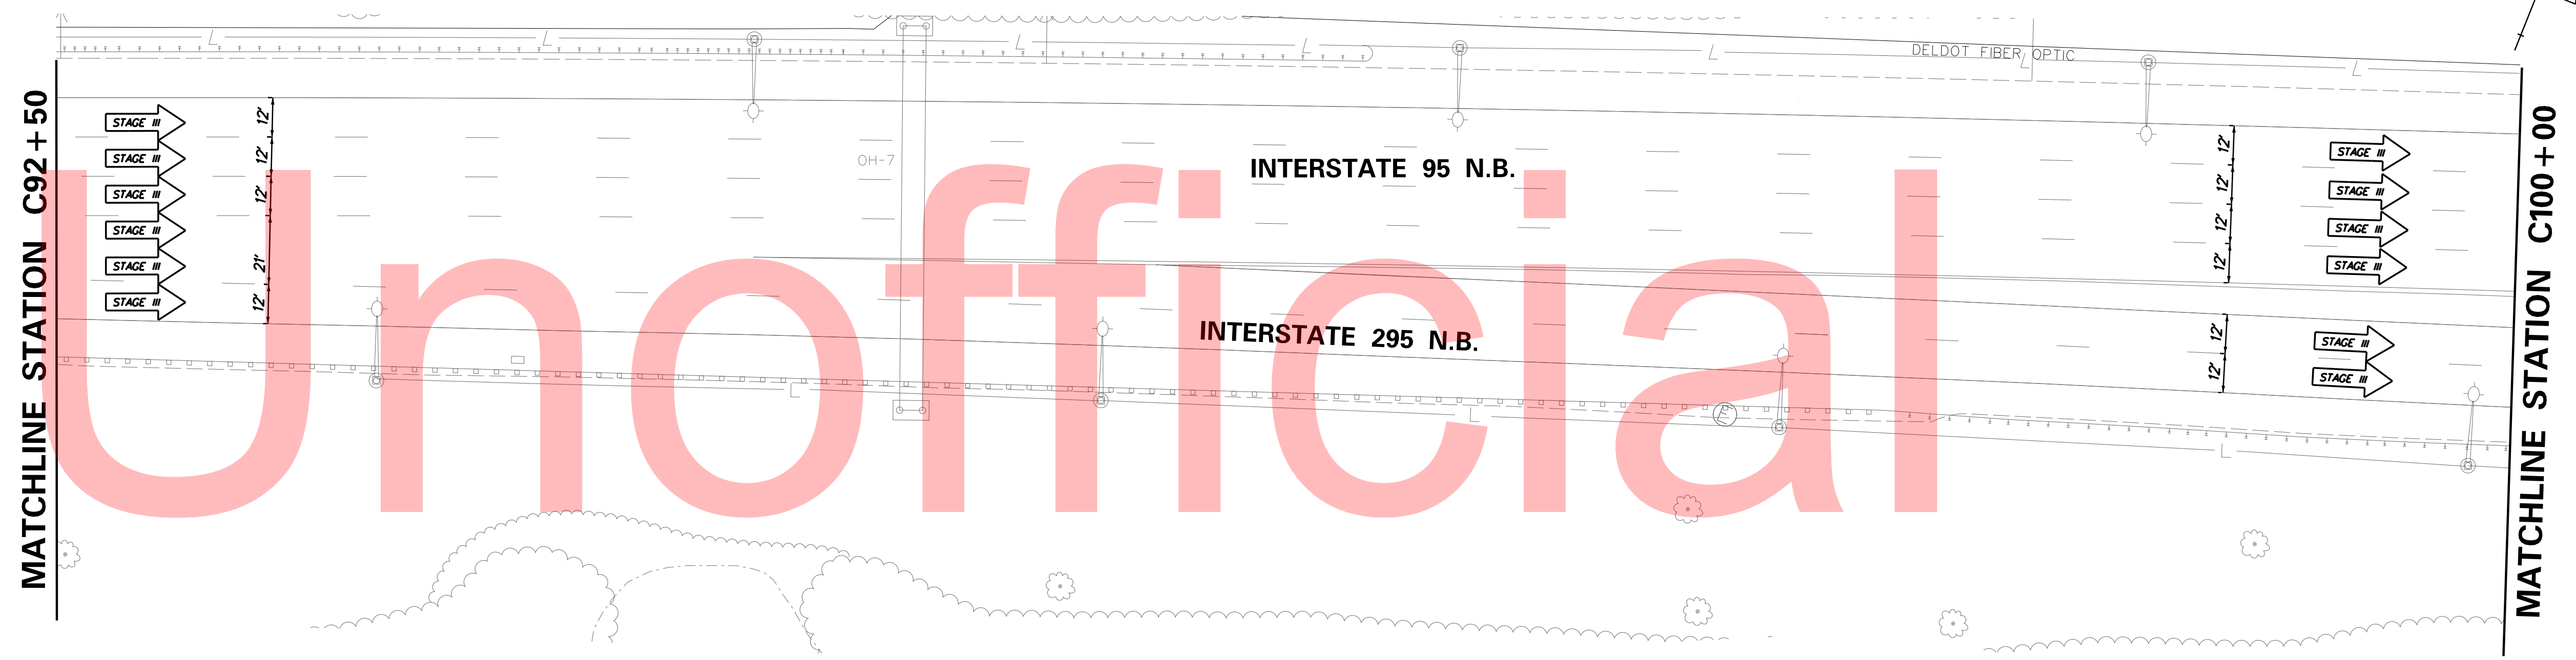 MATCHLINE STATION C92+50
STAGE III
STAGE III
STAGE III
STAGE III
STAGE III
STAGE III
12'
12'
12'
21'
12'
OH-7
DELDOT FIBER OPTIC
INTERSTATE 95 N.B.
INTERSTATE 295 N.B.
Unofficial
E
12'
12'
12'
12'
12'
12'
STAGE III
STAGE III
STAGE III
STAGE III
STAGE III
STAGE III
MATCHLINE STATION C100+00
L
L
L
L
L
L
L
L
L
L